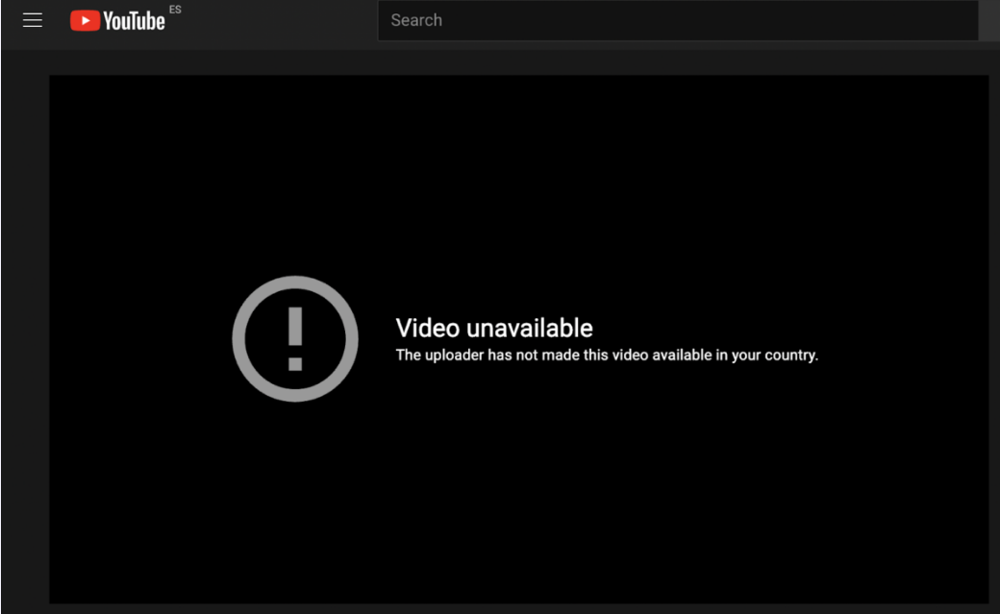 YouTube ES
Search
Video unavailable
The uploader has not made this video available in your country.